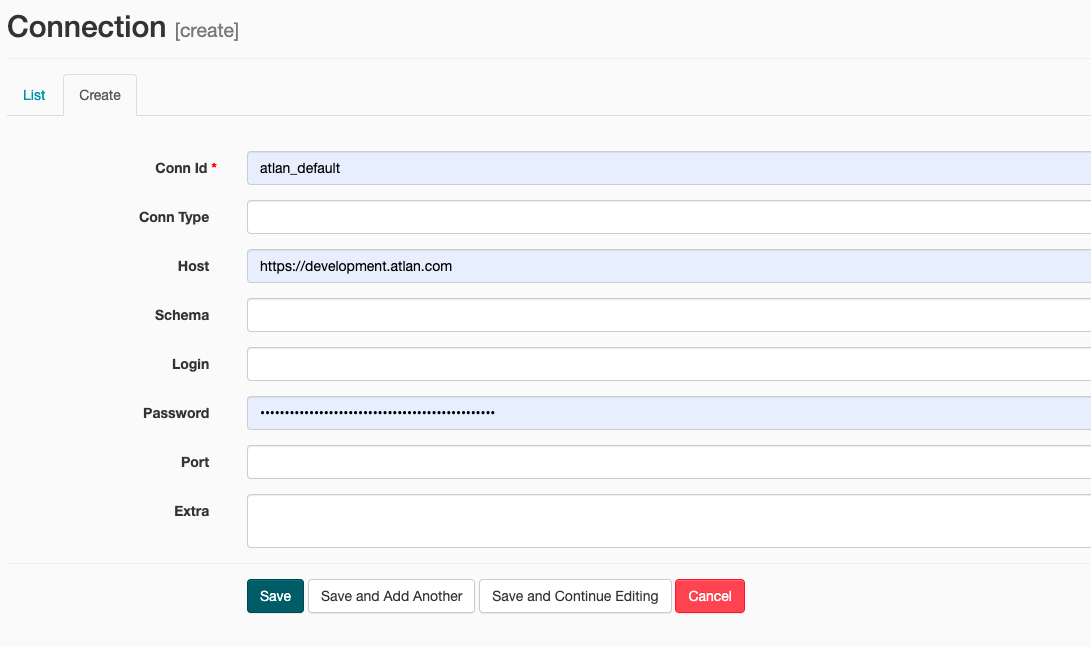 Connection [create]
List Create
Conn Id * atlan_default
Conn Type
Host https://development.atlan.com
Schema
Login
Password ••••••••••••••••••••••••••••••••••••••••••••••••
Port
Extra
Save Save and Add Another Save and Continue Editing Cancel